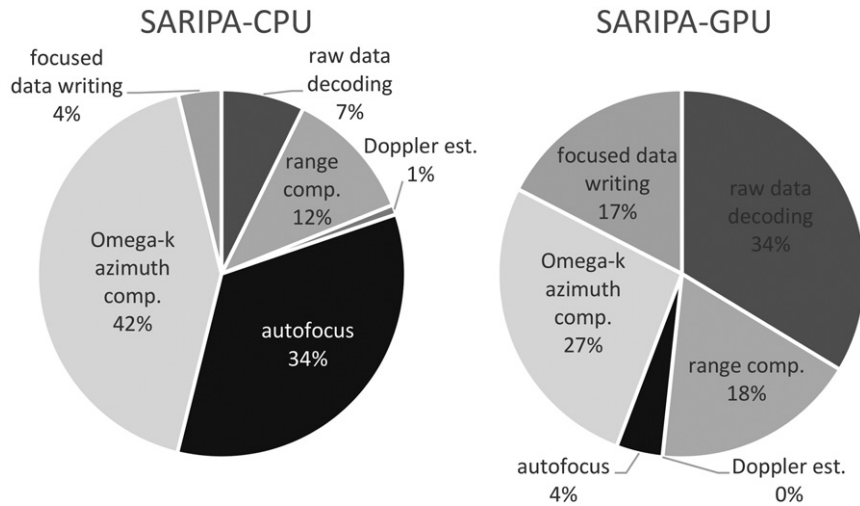 SARIPA-CPU
focused
data writing
4%
raw data
decoding
7%
Doppler est.
1%
range
comp.
12%
Omega-k
azimuth
comp.
42%
autofocus
34%
SARIPA-GPU
focused data
writing
17%
raw data
decoding
34%
Omega-k
azimuth
comp.
27%
range comp.
18%
autofocus
4%
Doppler est.
0%